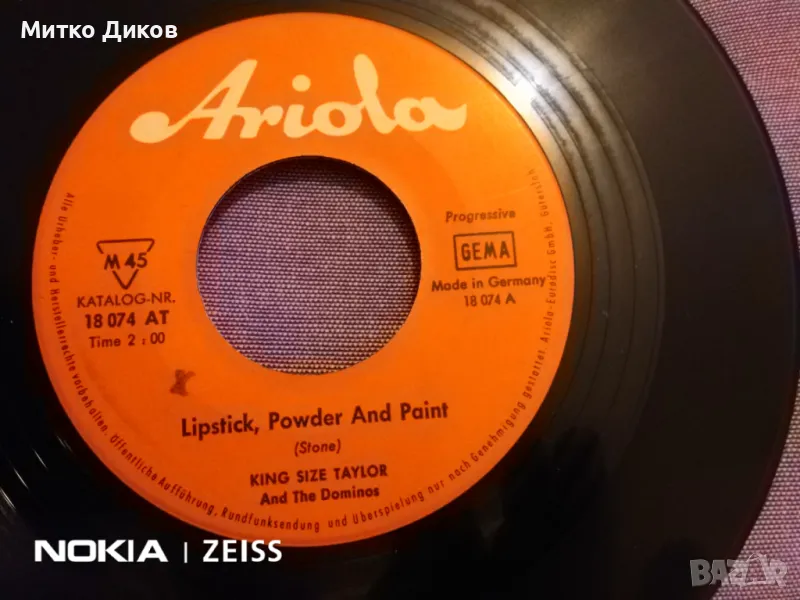 Митко Диков
Ariola
M 45
KATALOG-NR.
18 074 AT
Time 2 : 00
Progressive
GEMA
Made in Germany
18 074 A
Lipstick, Powder And Paint
(Stone)
KING SIZE TAYLOR
And The Dominos
Alle Urheber- und Herstellerrechte vorbehalten. Öffentliche Aufführung, Rundfunksendung und Überspielung nur nach Genehmigung gestattet. Ariola-Eurodisc GmbH, Gütersloh
NOKIA | ZEISS
BAZAR